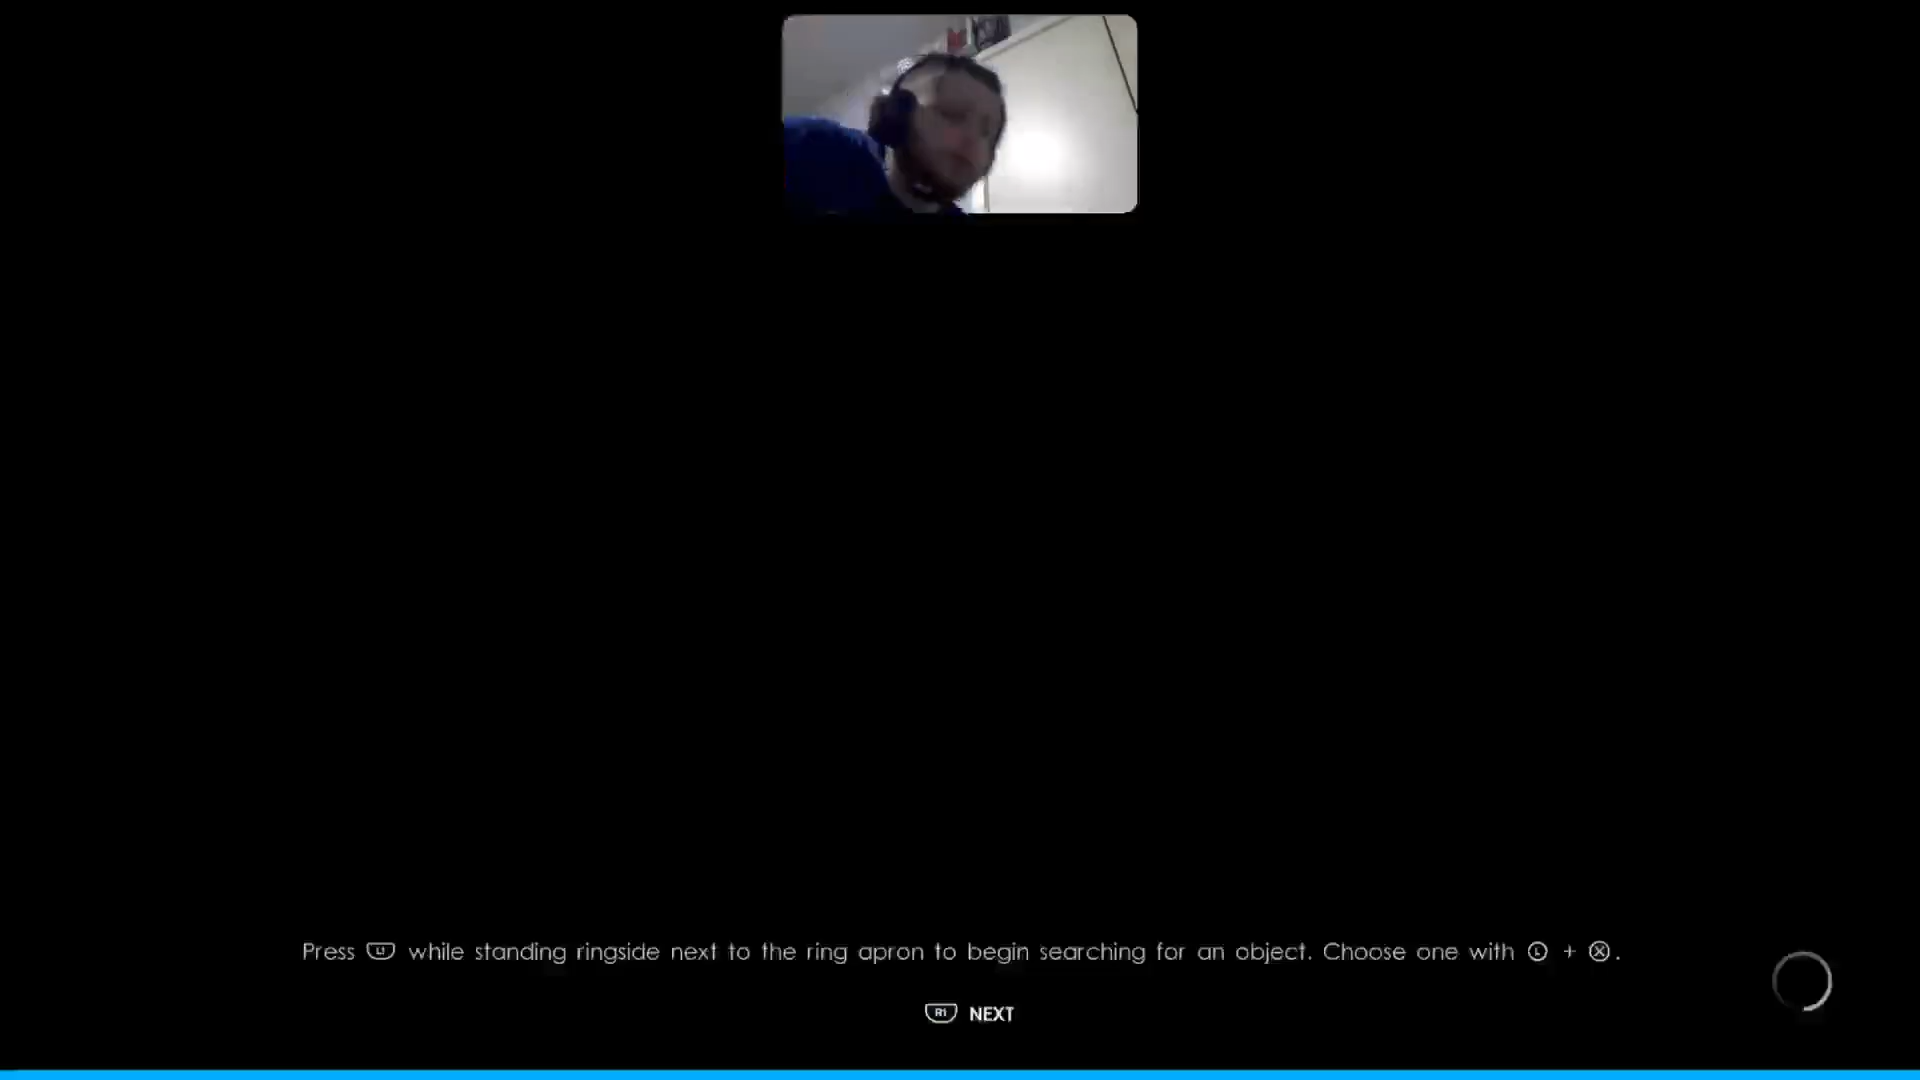 Press L1 while standing ringside next to the ring apron to begin searching for an object. Choose one with L + X.
R1 NEXT